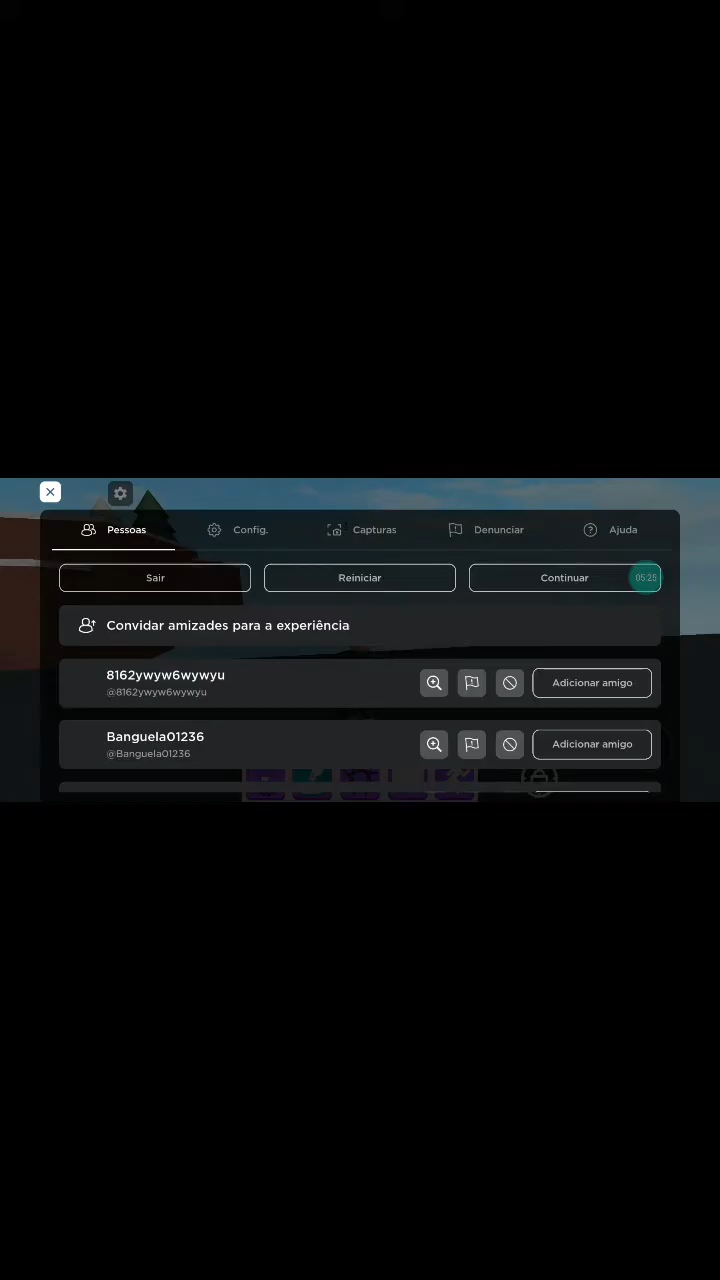 Pessoas
Config.
Capturas
Denunciar
Ajuda
Sair
Reiniciar
Continuar
05:25
Convidar amizades para a experiência
8162ywyw6wywyu
@8162ywyw6wywyu
Adicionar amigo
Banguela01236
@Banguela01236
Adicionar amigo